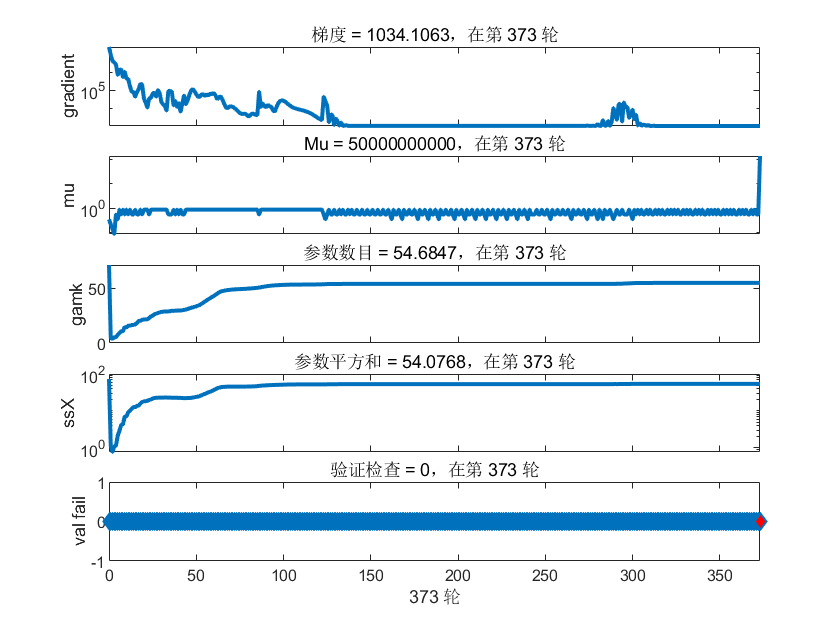 梯度 = 1034.1063，在第 373 轮
gradient
10^5
Mu = 50000000000，在第 373 轮
mu
10^0
参数数目 = 54.6847，在第 373 轮
gamk
50
0
参数平方和 = 54.0768，在第 373 轮
ssX
10^2
10^0
验证检查 = 0，在第 373 轮
val fail
1
0
-1
0 50 100 150 200 250 300 350
373 轮